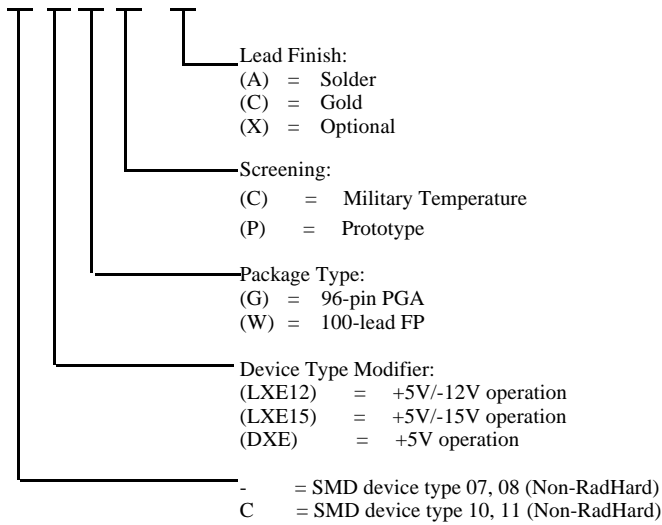 Lead Finish:
(A) = Solder
(C) = Gold
(X) = Optional
Screening:
(C) = Military Temperature
(P) = Prototype
Package Type:
(G) = 96-pin PGA
(W) = 100-lead FP
Device Type Modifier:
(LXE12) = +5V/-12V operation
(LXE15) = +5V/-15V operation
(DXE) = +5V operation
- = SMD device type 07, 08 (Non-RadHard)
C = SMD device type 10, 11 (Non-RadHard)